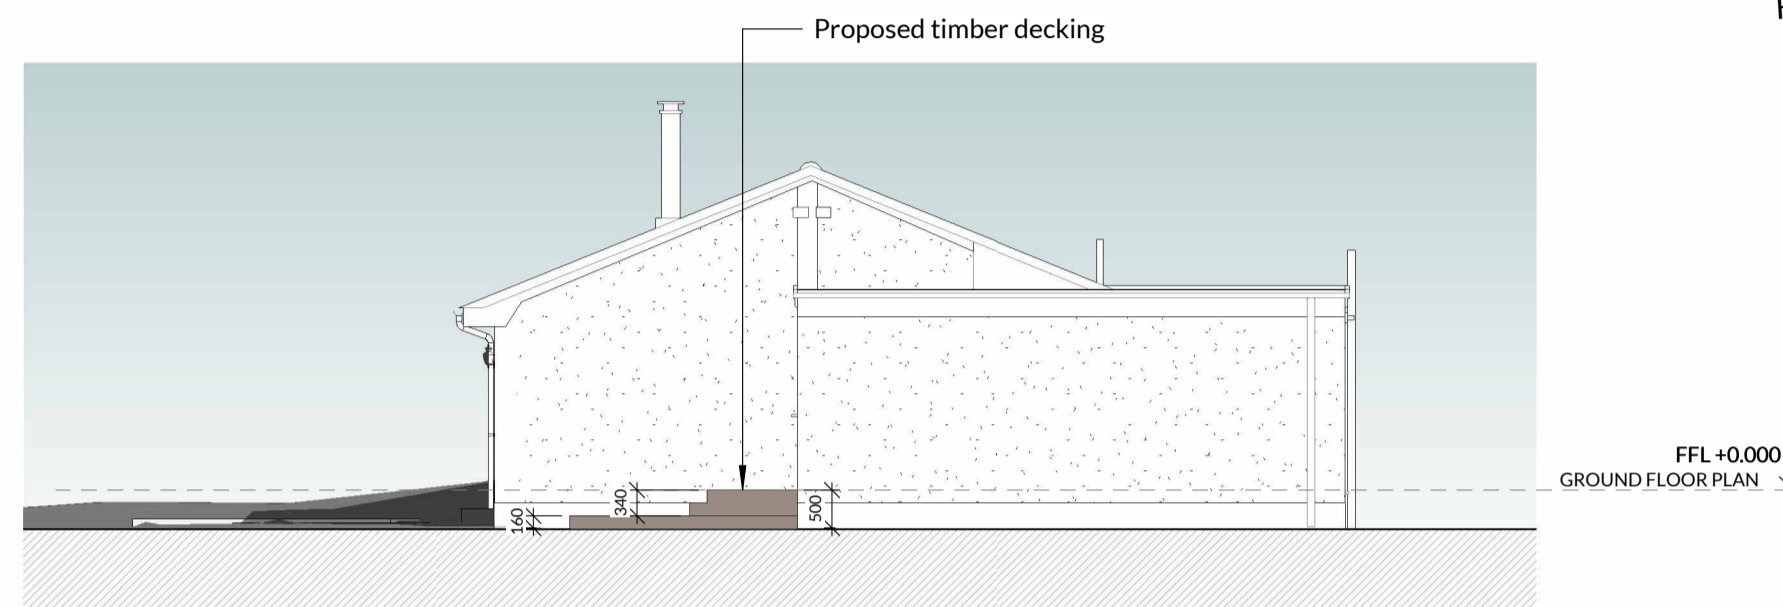 Proposed timber decking
FFL +0.000
GROUND FLOOR PLAN
340
500
160